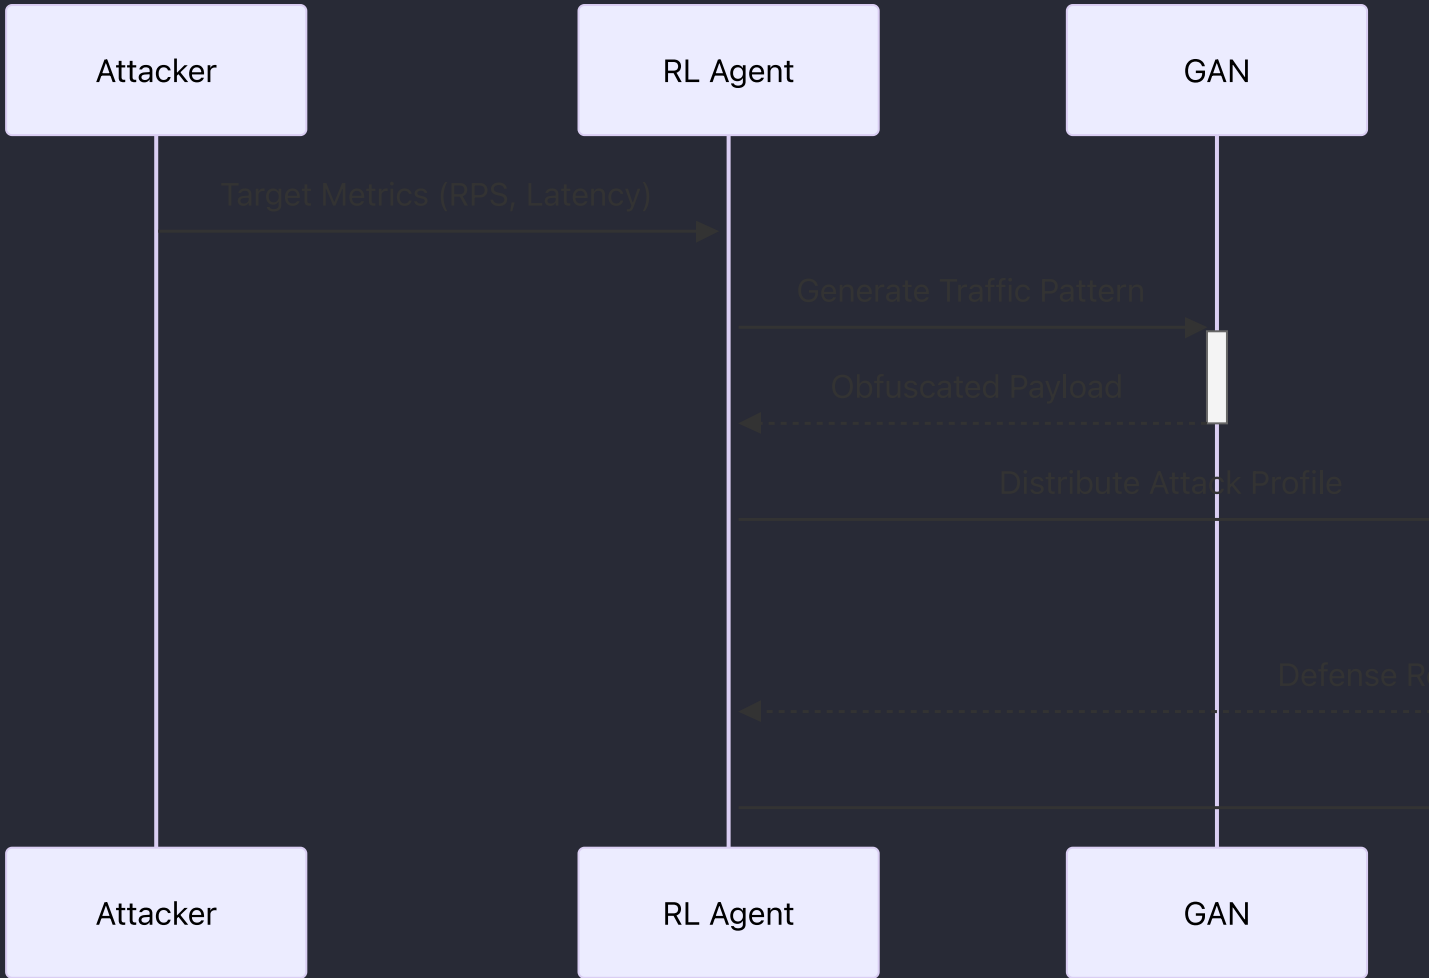 Attacker
RL Agent
GAN
Target Metrics (RPS, Latency)
Generate Traffic Pattern
Obfuscated Payload
Distribute Attack Profile
Defense R
Attacker
RL Agent
GAN